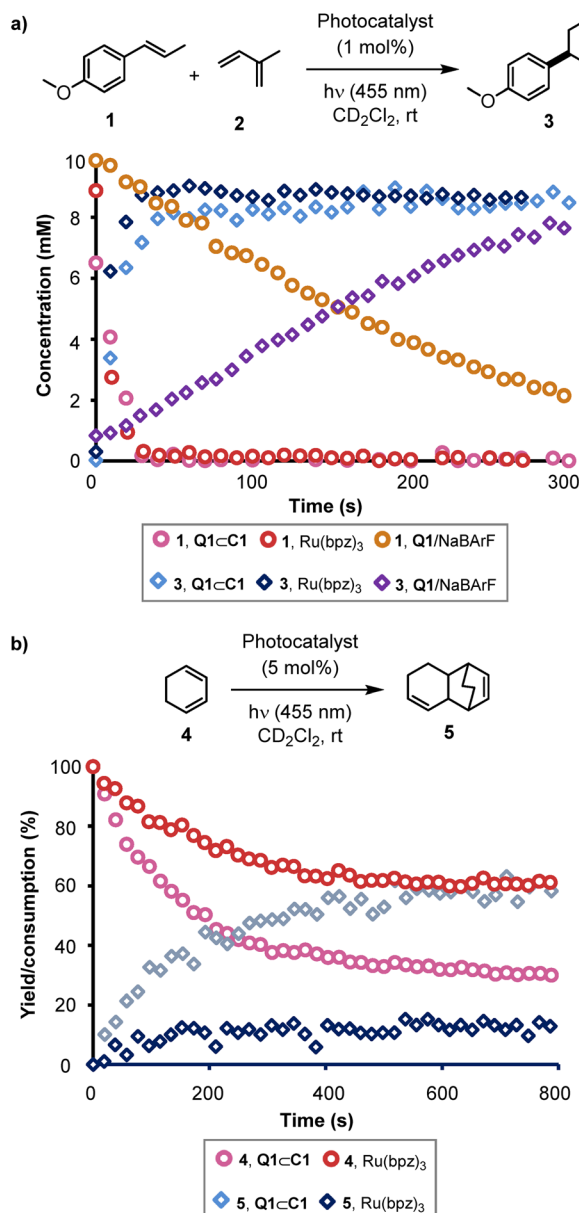 a)
Photocatalyst
(1 mol%)
hν (455 nm)
CD₂Cl₂, rt
O
+
O
1
2
3
10
8
6
4
2
0
Concentration (mM)
0
100
200
300
Time (s)
1, Q1⊂C1 1, Ru(bpz)₃ 1, Q1/NaBArF
3, Q1⊂C1 3, Ru(bpz)₃ 3, Q1/NaBArF
b)
Photocatalyst
(5 mol%)
hν (455 nm)
CD₂Cl₂, rt
4
5
100
80
60
40
20
0
Yield/consumption (%)
0
200
400
600
800
Time (s)
4, Q1⊂C1 4, Ru(bpz)₃
5, Q1⊂C1 5, Ru(bpz)₃